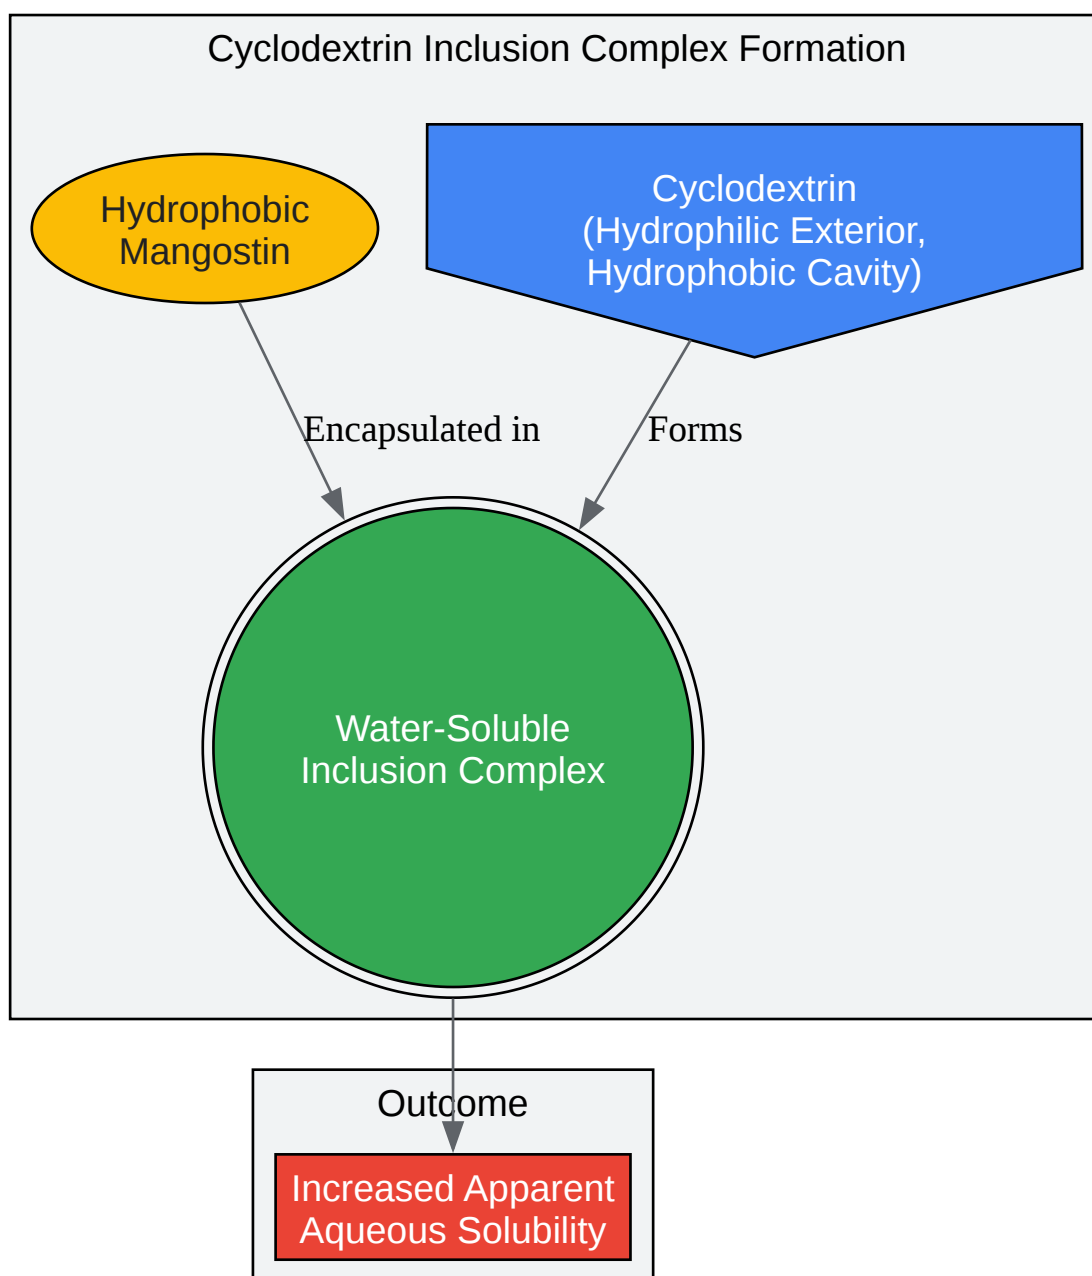 Cyclodextrin Inclusion Complex Formation
Hydrophobic
Mangostin
Cyclodextrin
(Hydrophilic Exterior,
Hydrophobic Cavity)
Encapsulated in
Forms
Water-Soluble
Inclusion Complex
Outcome
Increased Apparent
Aqueous Solubility